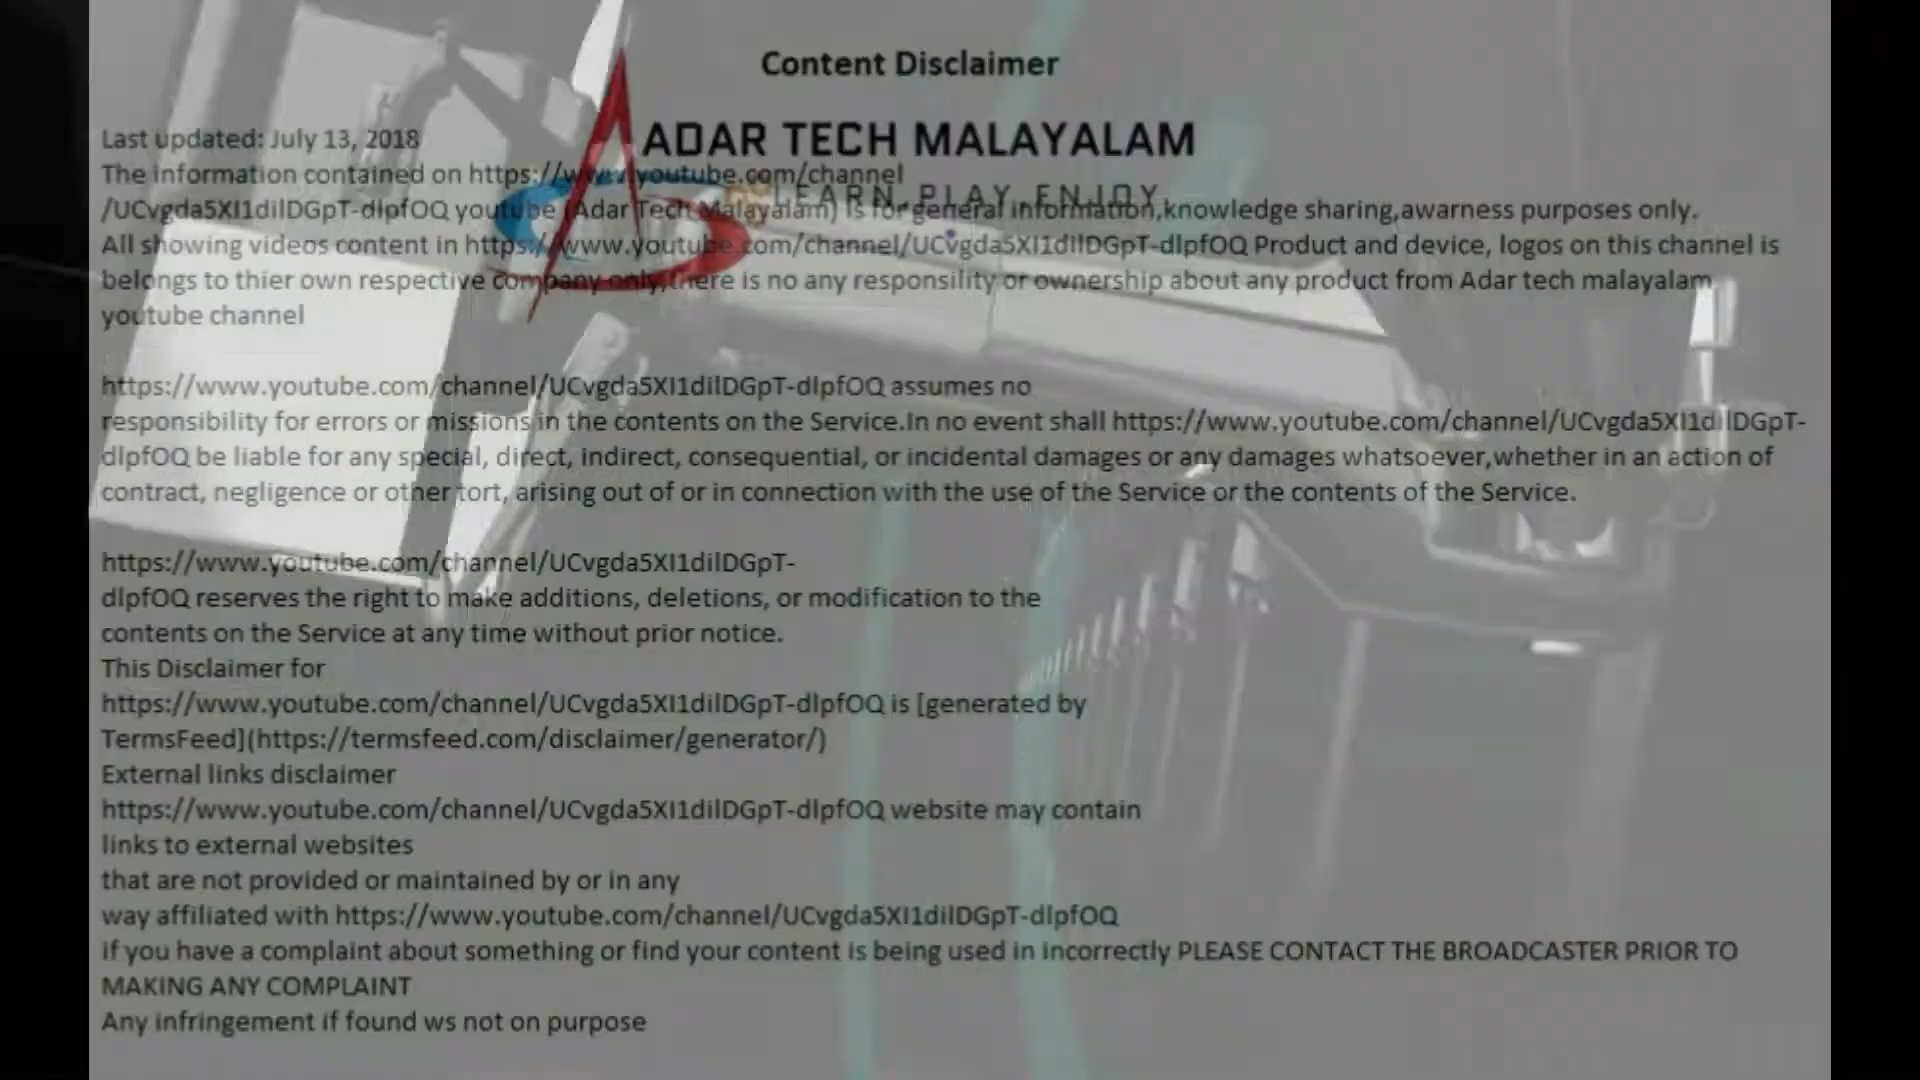 Content Disclaimer
ADAR TECH MALAYALAM
LEARN.PLAY.ENJOY
Last updated: July 13, 2018
The information contained on https://www.youtube.com/channel
/UCvgda5XI1dilDGpT-dlpfOQ youtube (Adar Tech Malayalam) is for general information,knowledge sharing,awarness purposes only.
All showing videos content in https://www.youtube.com/channel/UCvgda5XI1dilDGpT-dlpfOQ Product and device, logos on this channel is
belongs to thier own respective company only,there is no any responsility or ownership about any product from Adar tech malayalam
youtube channel
https://www.youtube.com/channel/UCvgda5XI1dilDGpT-dlpfOQ assumes no
responsibility for errors or missions in the contents on the Service.In no event shall https://www.youtube.com/channel/UCvgda5XI1dilDGpT-
dlpfOQ be liable for any special, direct, indirect, consequential, or incidental damages or any damages whatsoever,whether in an action of
contract, negligence or other tort, arising out of or in connection with the use of the Service or the contents of the Service.
https://www.youtube.com/channel/UCvgda5XI1dilDGpT-
dlpfOQ reserves the right to make additions, deletions, or modification to the
contents on the Service at any time without prior notice.
This Disclaimer for
https://www.youtube.com/channel/UCvgda5XI1dilDGpT-dlpfOQ is [generated by
TermsFeed](https://termsfeed.com/disclaimer/generator/)
External links disclaimer
https://www.youtube.com/channel/UCvgda5XI1dilDGpT-dlpfOQ website may contain
links to external websites
that are not provided or maintained by or in any
way affiliated with https://www.youtube.com/channel/UCvgda5XI1dilDGpT-dlpfOQ
if you have a complaint about something or find your content is being used in incorrectly PLEASE CONTACT THE BROADCASTER PRIOR TO
MAKING ANY COMPLAINT
Any infringement if found ws not on purpose